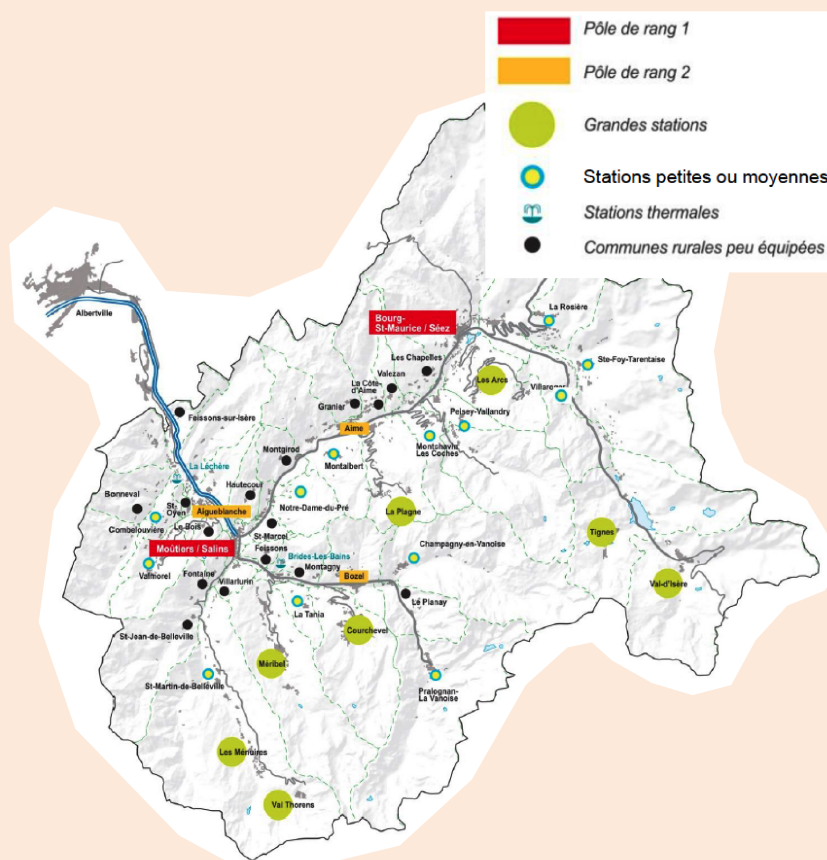 Pôle de rang 1
Pôle de rang 2
Grandes stations
Stations petites ou moyennes
Stations thermales
Communes rurales peu équipées
Albertville
Bourg-
St-Maurice / Séez
La Rosière
Ste-Foy-Tarentaise
Les Chapelles
Valezan
La Côte
d'Aime
Granier
Les Arcs
Villaroger
Peisey-Vallandry
Feissons-sur-Isère
Aime
Montchavin
Les Coches
Montgirod
Montalbert
La Léchère
Hautecour
Bonneval
St-
Oyen
Aigueblanche
Notre-Dame-du-Pré
La Plagne
Combelouvière
Le Bois
St-Marcel
Tignes
Moûtiers / Salins
Feissons
Champagny-en-Vanoise
Brides-Les-Bains
Montagny
Valmorel
Fontaine
Bozel
Val-d'Isère
Villarlurin
Le Planay
La Tania
St-Jean-de-Belleville
Courchevel
Méribel
St-Martin-de-Belleville
Pralognan-
La Vanoise
Les Ménuires
Val Thorens